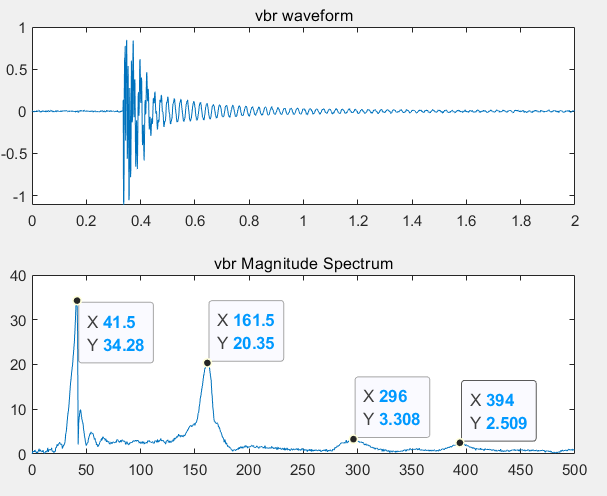 vbr waveform
1
0.5
0
-0.5
-1
0 0.2 0.4 0.6 0.8 1 1.2 1.4 1.6 1.8 2
vbr Magnitude Spectrum
40
30
20
10
0
X 41.5
Y 34.28
X 161.5
Y 20.35
X 296
Y 3.308
X 394
Y 2.509
0 50 100 150 200 250 300 350 400 450 500